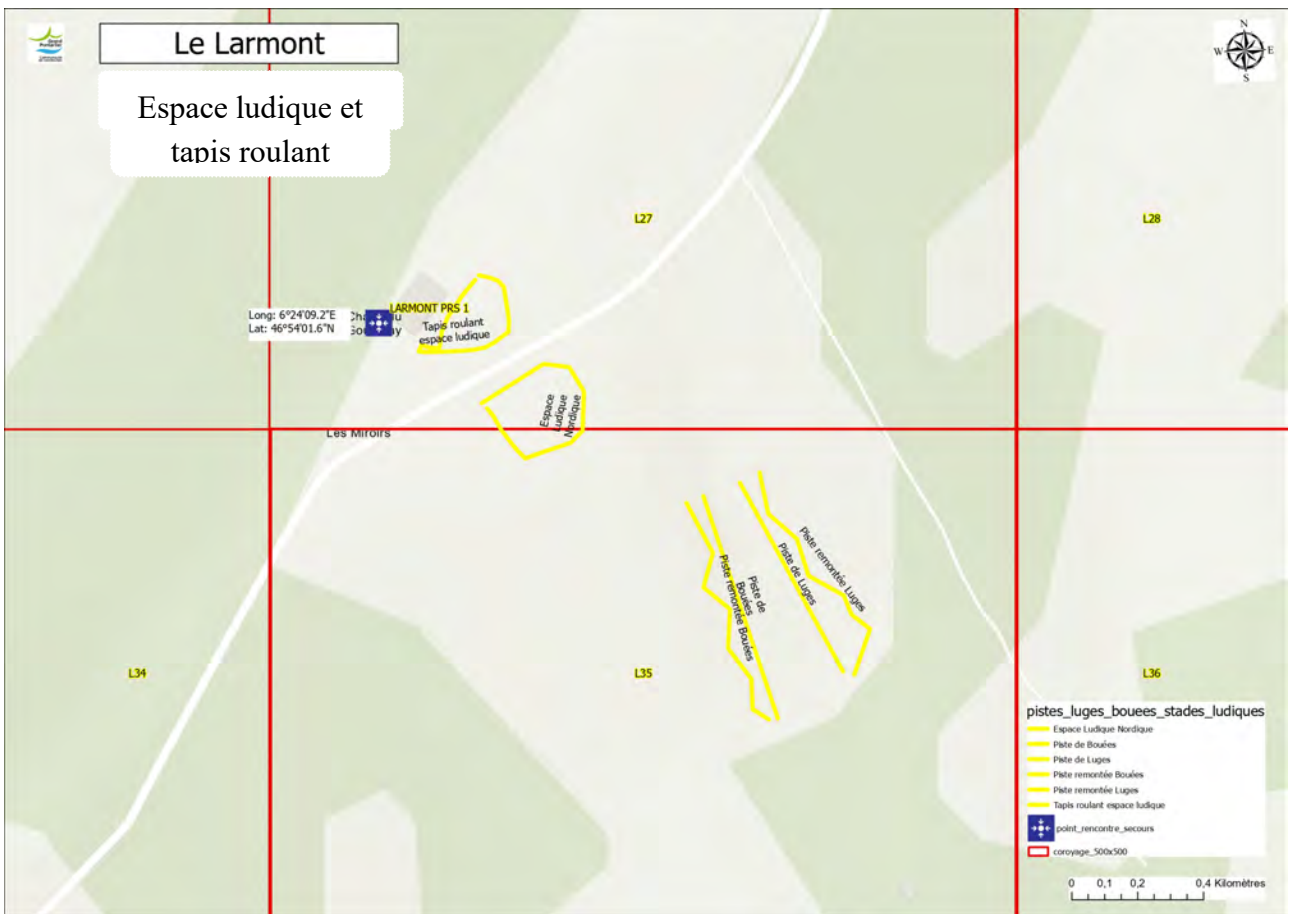 Le Larmont
Espace ludique et
tapis roulant
N
W
E
S
L27
L28
LARMONT PRS 1
Long: 6°24'09.2"E
Lat: 46°54'01.6"N
Tapis roulant
espace ludique
Espace
Ludique
Nordique
Les Miroirs
Piste remontée Luges
Piste de Luges
Piste de
Bouées
Piste remontée Bouées
L34
L35
L36
pistes_luges_bouees_stades_ludiques
Espace Ludique Nordique
Piste de Bouées
Piste de Luges
Piste remontée Bouées
Piste remontée Luges
Tapis roulant espace ludique
point_rencontre_secours
coroyage_500x500
0 0,1 0,2 0,4 Kilomètres